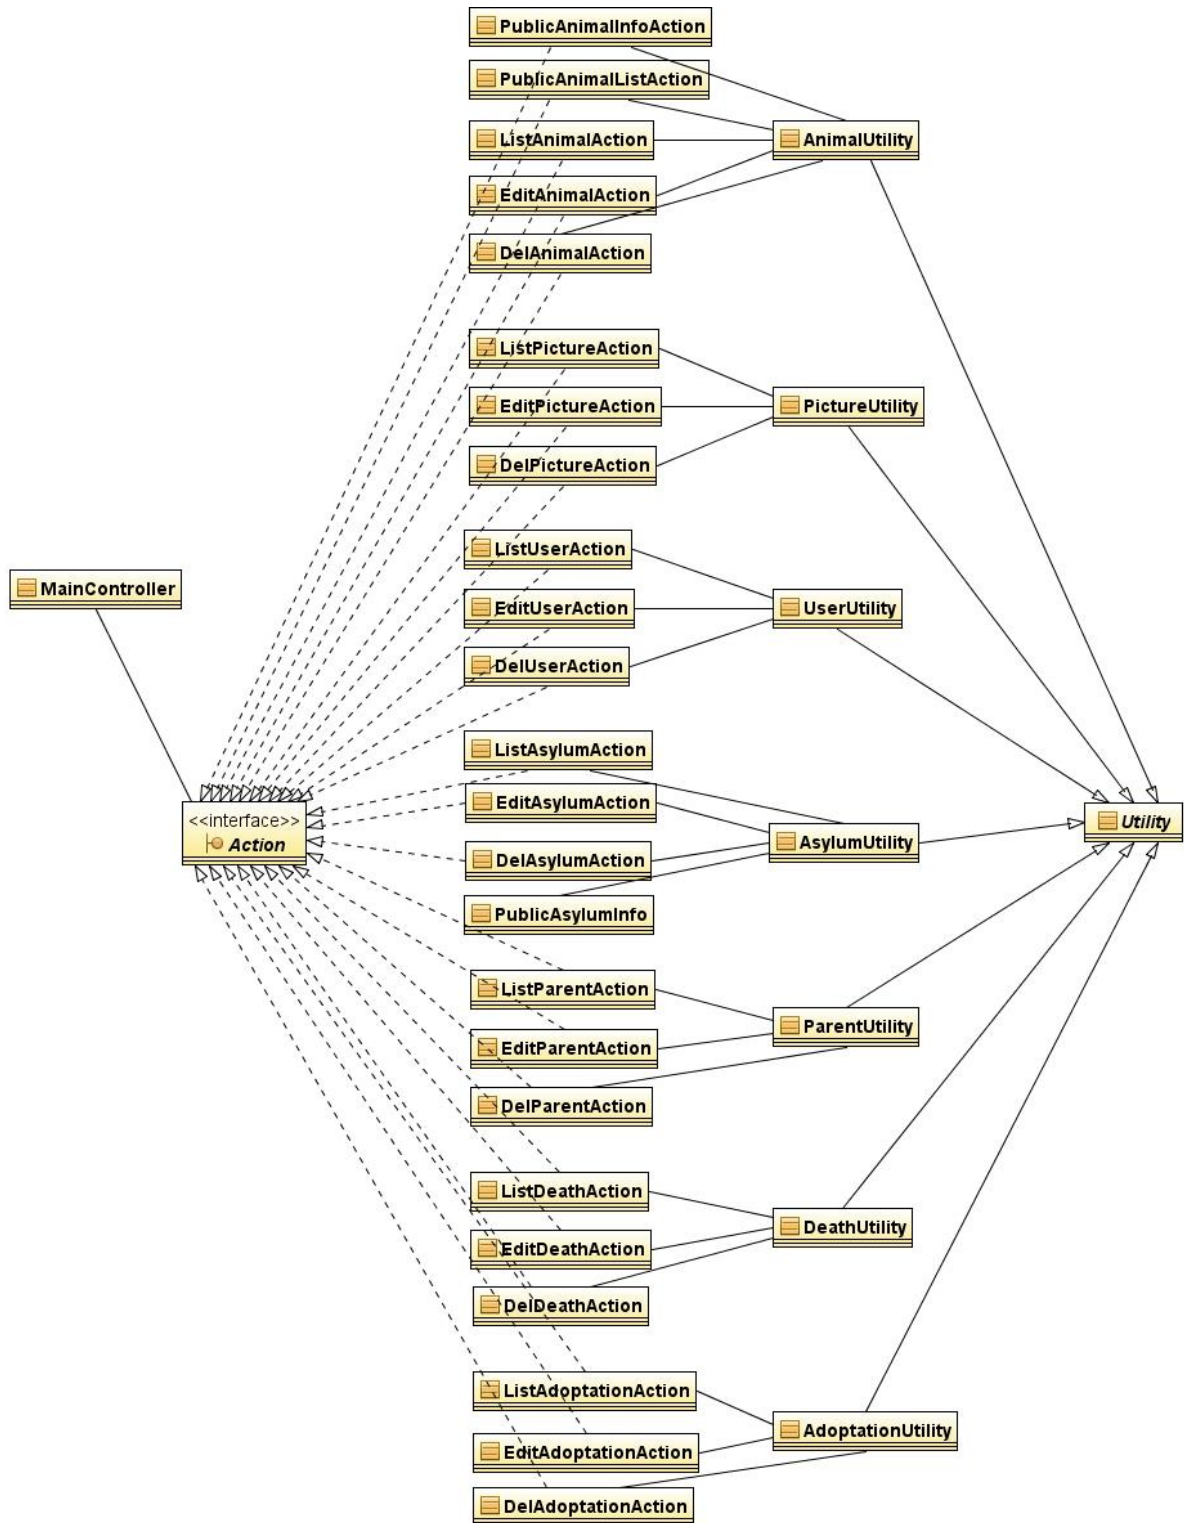 PublicAnimalInfoAction
PublicAnimalListAction
ListAnimalAction
AnimalUtility
EditAnimalAction
DelAnimalAction
ListPictureAction
EditPictureAction
PictureUtility
DelPictureAction
ListUserAction
MainController
EditUserAction
UserUtility
DelUserAction
ListAsylumAction
EditAsylumAction
<<interface>>
Action
Utility
AsylumUtility
DelAsylumAction
PublicAsylumInfo
ListParentAction
ParentUtility
EditParentAction
DelParentAction
ListDeathAction
DeathUtility
EditDeathAction
DelDeathAction
ListAdoptationAction
AdoptationUtility
EditAdoptationAction
DelAdoptationAction